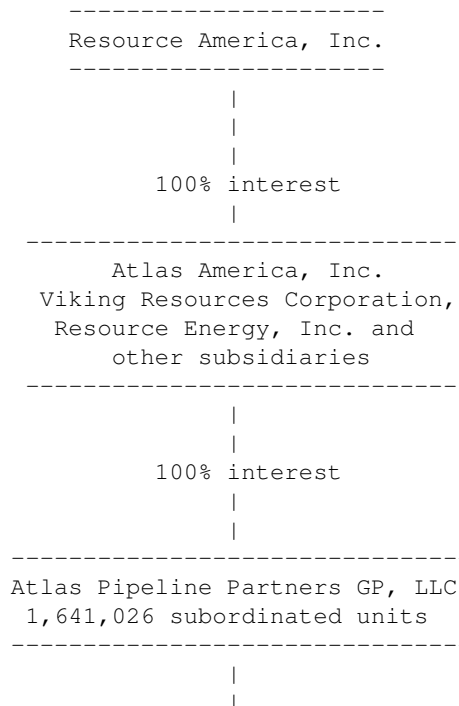 Resource America, Inc.
100% interest
Atlas America, Inc.
Viking Resources Corporation,
Resource Energy, Inc. and
other subsidiaries
100% interest
Atlas Pipeline Partners GP, LLC
1,641,026 subordinated units